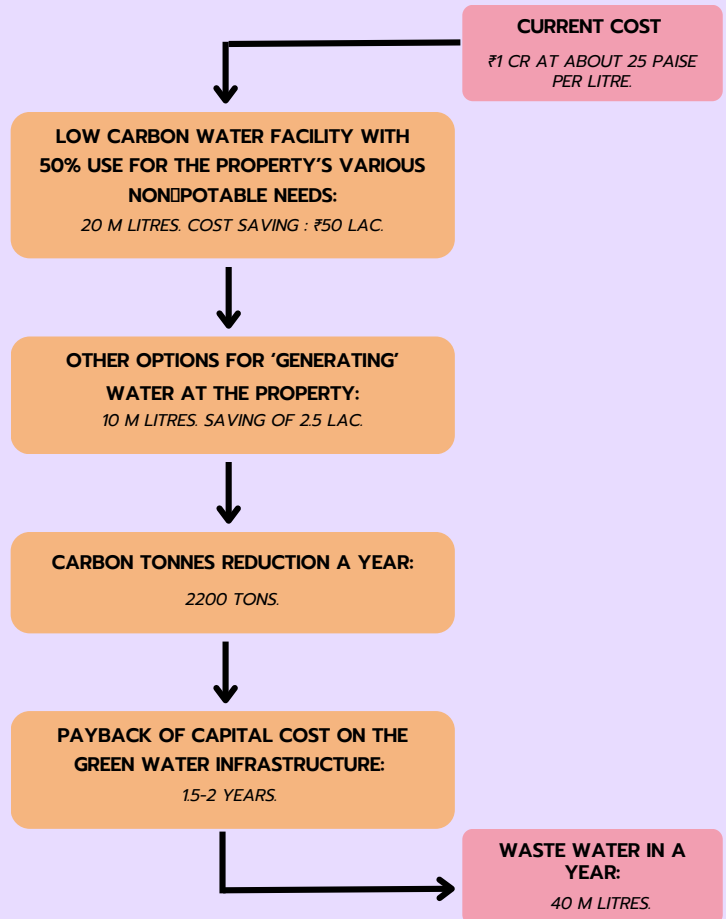 CURRENT COST
₹1 CR AT ABOUT 25 PAISE
PER LITRE.
LOW CARBON WATER FACILITY WITH
50% USE FOR THE PROPERTY'S VARIOUS
NON▯POTABLE NEEDS:
20 M LITRES. COST SAVING : ₹50 LAC.
OTHER OPTIONS FOR ‘GENERATING’
WATER AT THE PROPERTY:
10 M LITRES. SAVING OF 2.5 LAC.
CARBON TONNES REDUCTION A YEAR:
2200 TONS.
PAYBACK OF CAPITAL COST ON THE
GREEN WATER INFRASTRUCTURE:
1.5-2 YEARS.
WASTE WATER IN A
YEAR:
40 M LITRES.